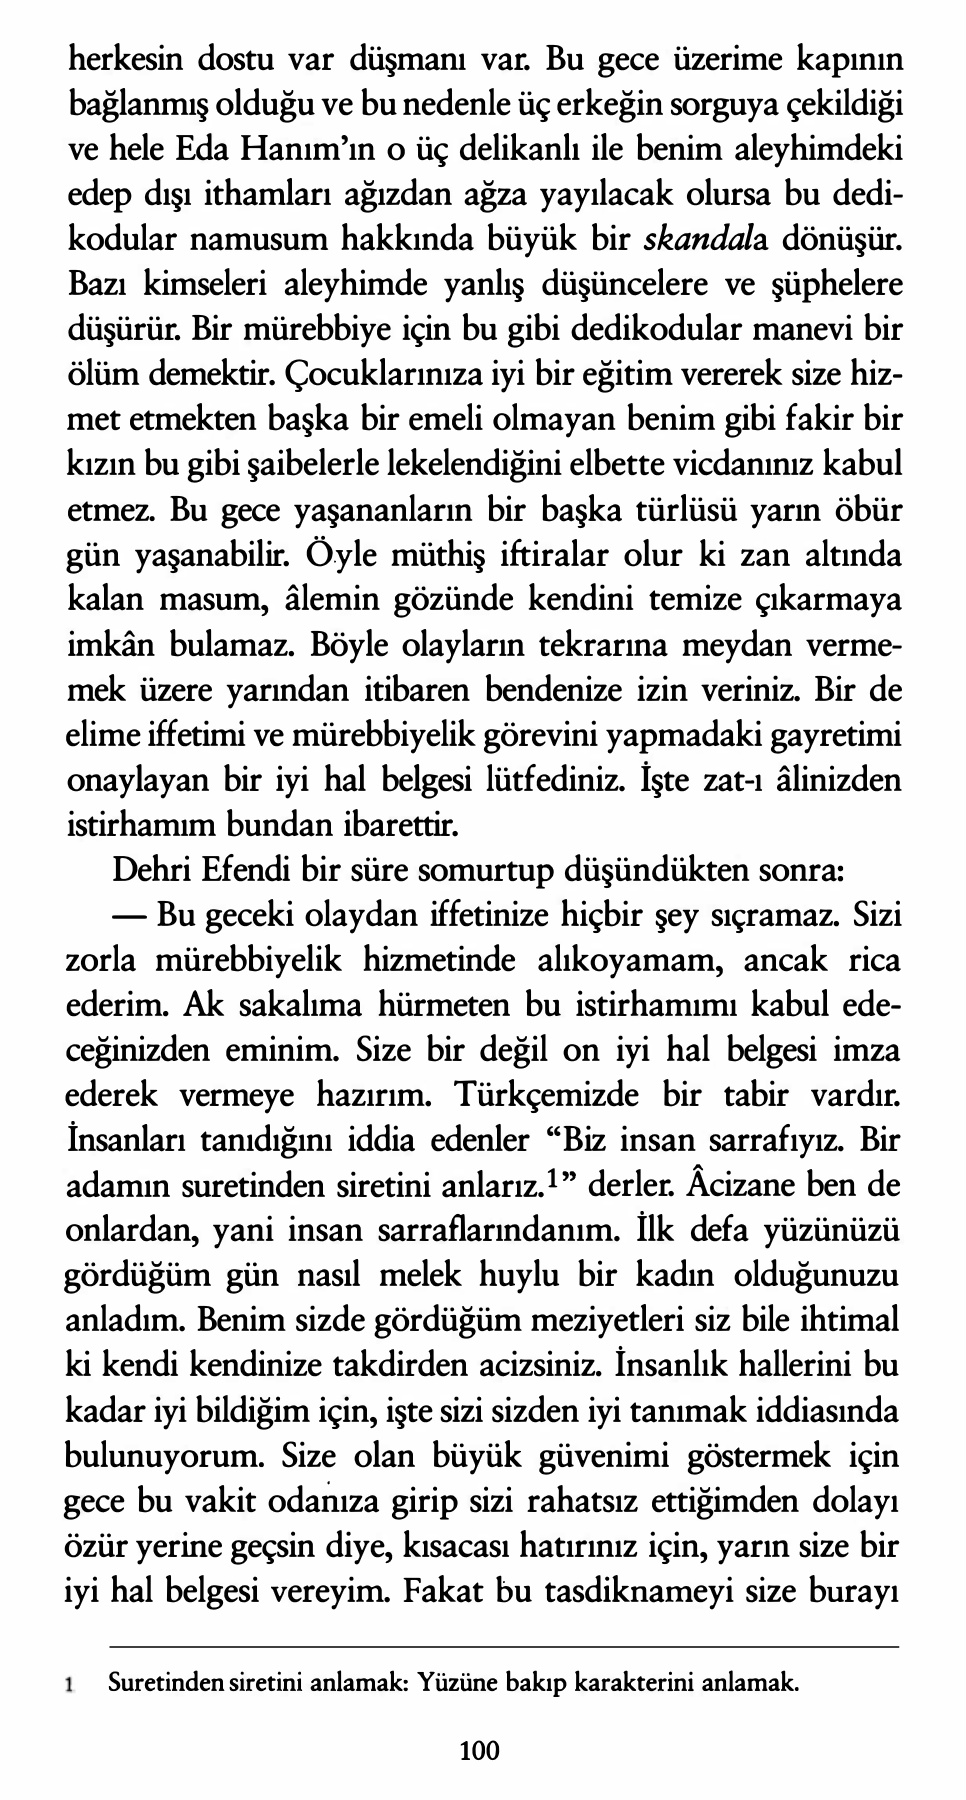 herkesin dostu var düşmanı var. Bu gece üzerime kapının
bağlanmış olduğu ve bu nedenle üç erkeğin sorguya çekildiği
ve hele Eda Hanım’ın o üç delikanlı ile benim aleyhimdeki
edep dışı ithamları ağızdan ağza yayılacak olursa bu dedi-
kodular namusum hakkında büyük bir skandala dönüşür.
Bazı kimseleri aleyhimde yanlış düşüncelere ve şüphelere
düşürür. Bir mürebbiye için bu gibi dedikodular manevi bir
ölüm demektir. Çocuklarınıza iyi bir eğitim vererek size hiz-
met etmekten başka bir emeli olmayan benim gibi fakir bir
kızın bu gibi şaibelerle lekelendiğini elbette vicdanınız kabul
etmez. Bu gece yaşananların bir başka türlüsü yarın öbür
gün yaşanabilir. Öyle müthiş iftiralar olur ki zan altında
kalan masum, âlemin gözünde kendini temize çıkarmaya
imkân bulamaz. Böyle olayların tekrarına meydan verme-
mek üzere yarından itibaren bendenize izin veriniz. Bir de
elime iffetimi ve mürebbiyelik görevini yapmadaki gayretimi
onaylayan bir iyi hal belgesi lütfediniz. İşte zat-ı âlinizden
istirhamım bundan ibarettir.
Dehri Efendi bir süre somurtup düşündükten sonra:
— Bu geceki olaydan iffetinize hiçbir şey sıçramaz. Sizi
zorla mürebbiyelik hizmetinde alıkoyamam, ancak rica
ederim. Ak sakalıma hürmeten bu istirhamımı kabul ede-
ceğinizden eminim. Size bir değil on iyi hal belgesi imza
ederek vermeye hazırım. Türkçemizde bir tabir vardır.
İnsanları tanıdığını iddia edenler “Biz insan sarrafıyız. Bir
adamın suretinden siretini anlarız.1” derler. Âcizane ben de
onlardan, yani insan sarraflarındanım. İlk defa yüzünüzü
gördüğüm gün nasıl melek huylu bir kadın olduğunuzu
anladım. Benim sizde gördüğüm meziyetleri siz bile ihtimal
ki kendi kendinize takdirden acizsiniz. İnsanlık hallerini bu
kadar iyi bildiğim için, işte sizi sizden iyi tanımak iddiasında
bulunuyorum. Size olan büyük güvenimi göstermek için
gece bu vakit odanıza girip sizi rahatsız ettiğimden dolayı
özür yerine geçsin diye, kısacası hatırınız için, yarın size bir
iyi hal belgesi vereyim. Fakat bu tasdiknameyi size burayı
1 Suretinden siretini anlamak: Yüzüne bakıp karakterini anlamak.
100